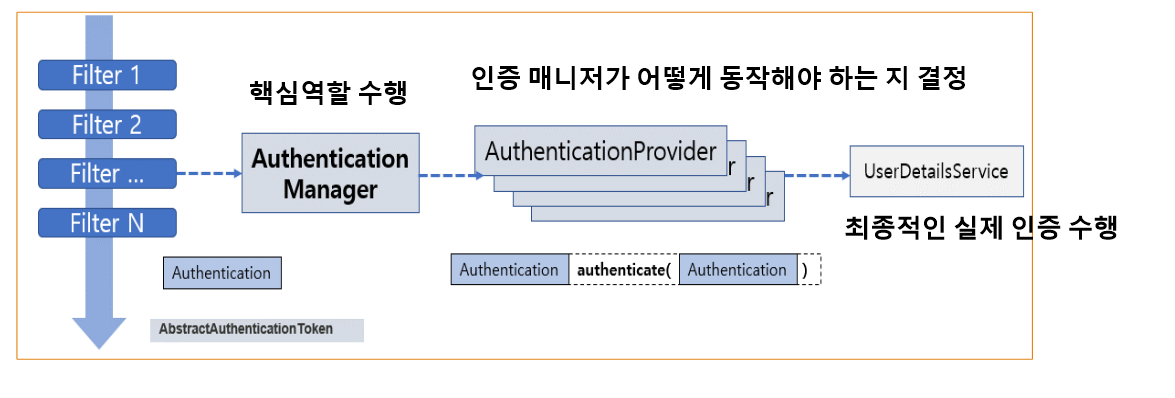 Filter 1
Filter 2
Filter ...
Filter N
핵심역할 수행
Authentication
Manager
인증 매니저가 어떻게 동작해야 하는 지 결정
AuthenticationProvider
r
r
r
UserDetailsService
최종적인 실제 인증 수행
Authentication
Authentication authenticate( Authentication )
AbstractAuthenticationToken